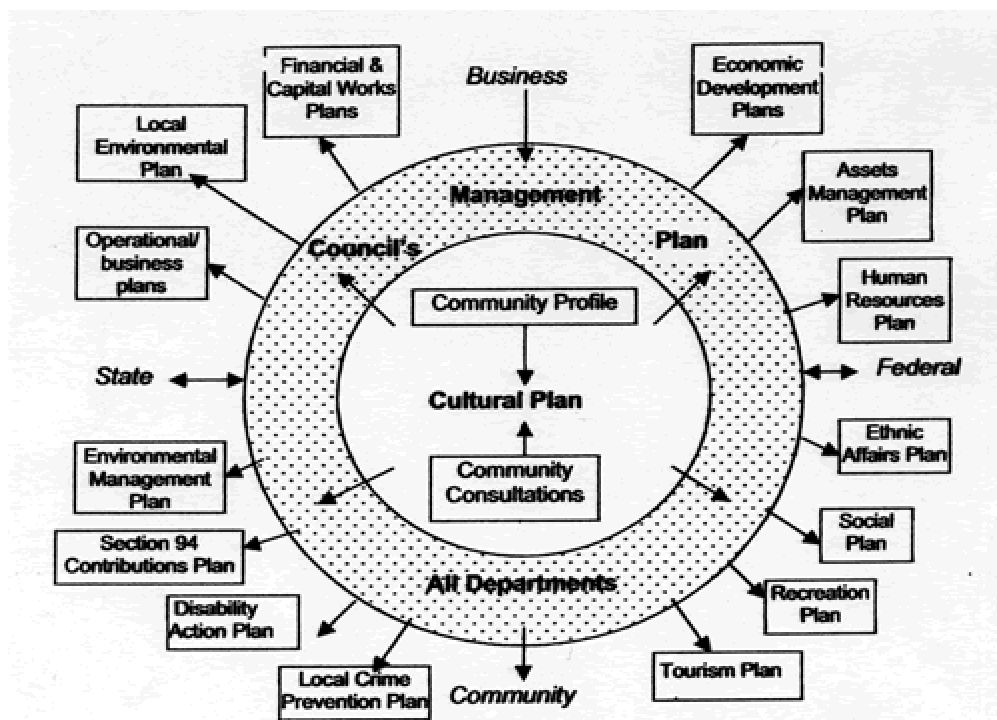 Financial &
Capital Works
Plans
Business
Economic
Development
Plans
Local
Environmental
Plan
Assets
Management
Plan
Management
Council's
Plan
Operational/
business
plans
Human
Resources
Plan
Community Profile
State
Federal
Cultural Plan
Environmental
Management
Plan
Community
Consultations
Ethnic
Affairs Plan
Section 94
Contributions Plan
Social
Plan
All Departments
Disability
Action Plan
Recreation
Plan
Local Crime
Prevention Plan
Community
Tourism Plan